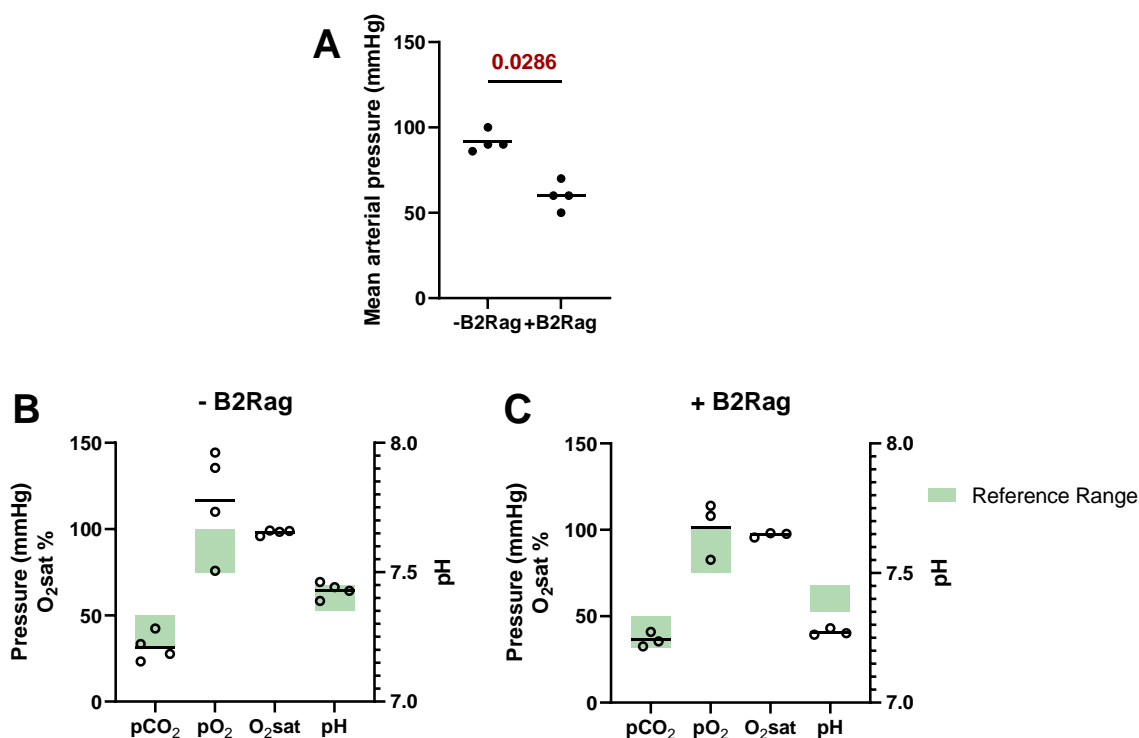 A
Mean arterial pressure (mmHg)
150
100
50
0
0.0286
-B2Rag +B2Rag
B
- B2Rag
Pressure (mmHg)
O₂sat %
150
100
50
0
8.0
7.5
7.0
pH
pCO₂ pO₂ O₂sat pH
C
+ B2Rag
Pressure (mmHg)
O₂sat %
150
100
50
0
8.0
7.5
7.0
pH
pCO₂ pO₂ O₂sat pH
Reference Range